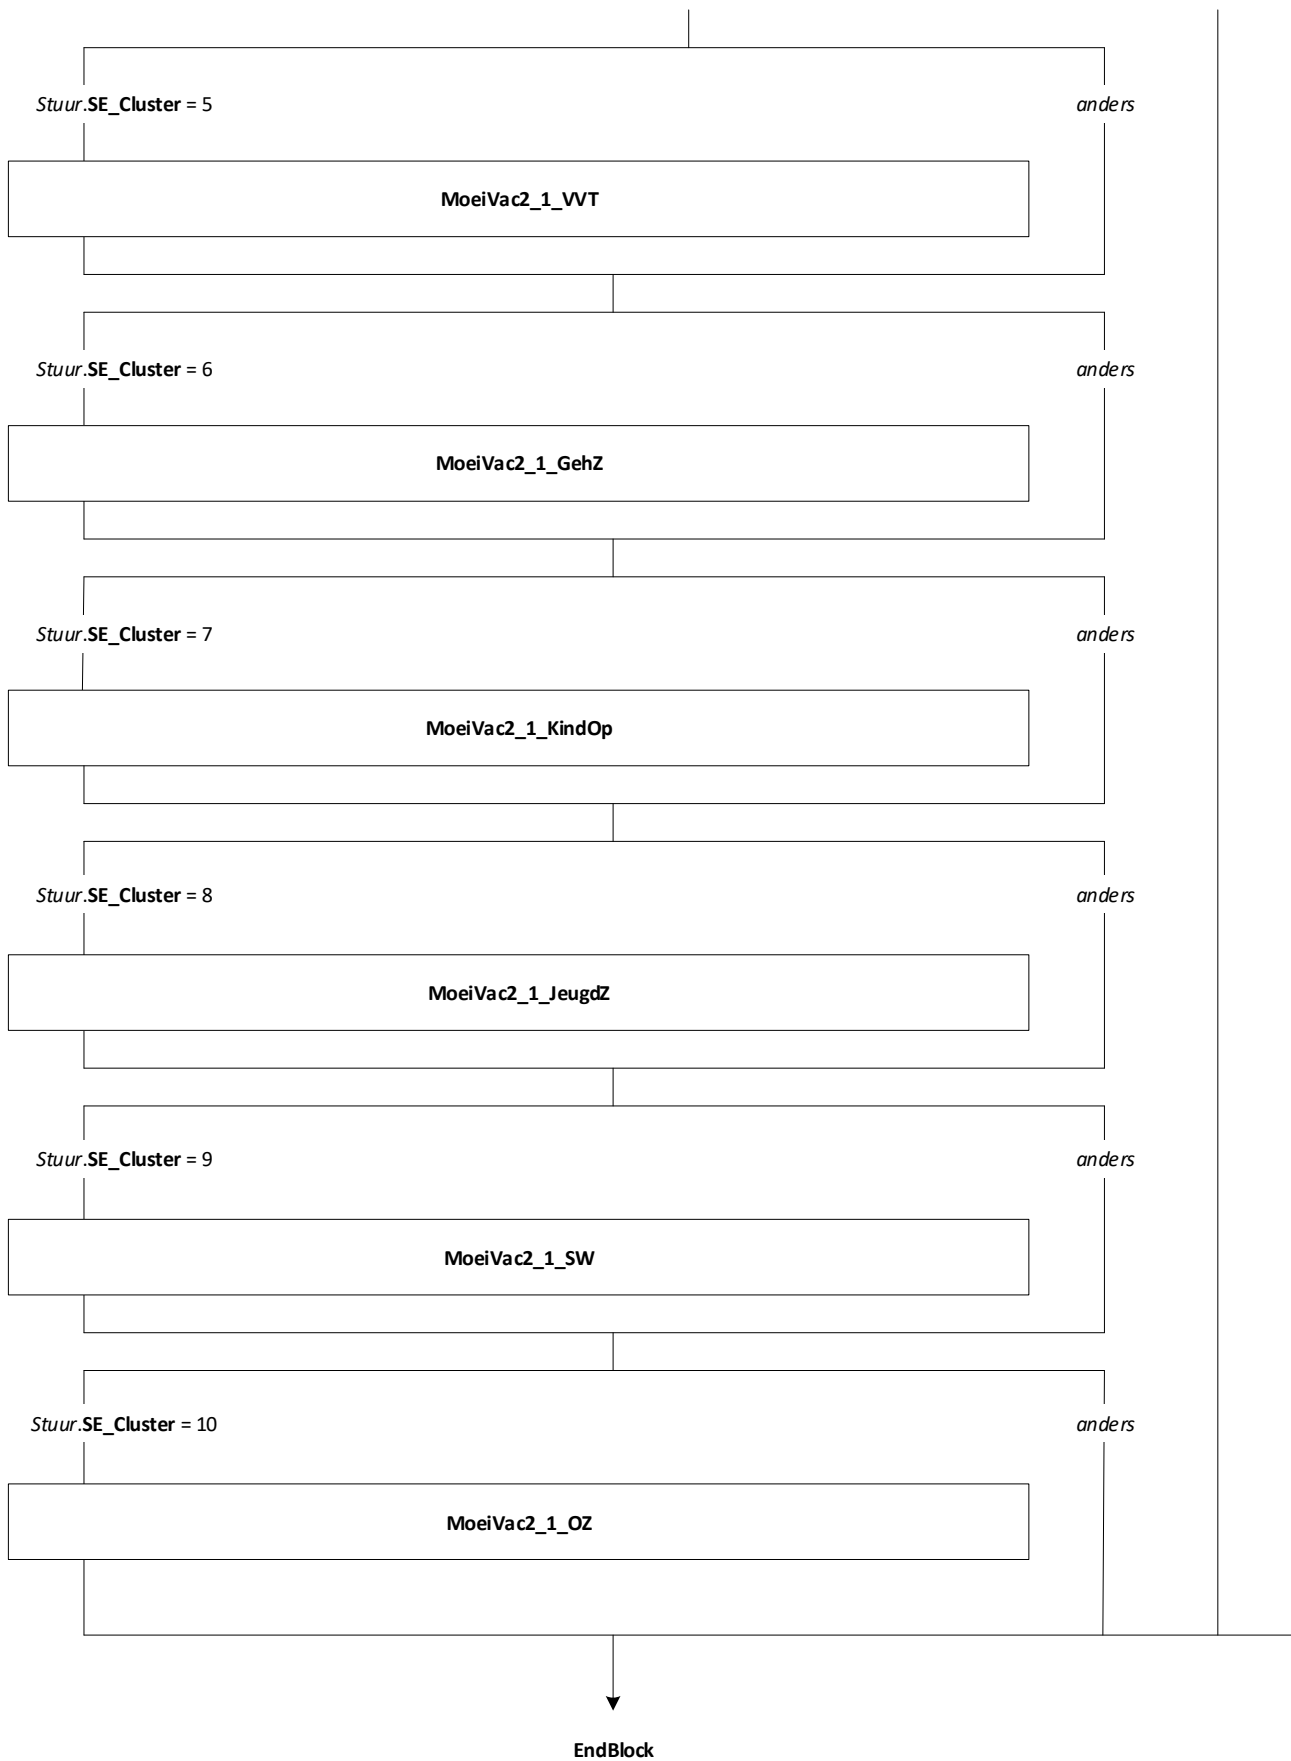 Stuur.SE_Cluster = 5 anders
MoeiVac2_1_VVT
Stuur.SE_Cluster = 6 anders
MoeiVac2_1_GehZ
Stuur.SE_Cluster = 7 anders
MoeiVac2_1_KindOp
Stuur.SE_Cluster = 8 anders
MoeiVac2_1_JeugdZ
Stuur.SE_Cluster = 9 anders
MoeiVac2_1_SW
Stuur.SE_Cluster = 10 anders
MoeiVac2_1_OZ
EndBlock